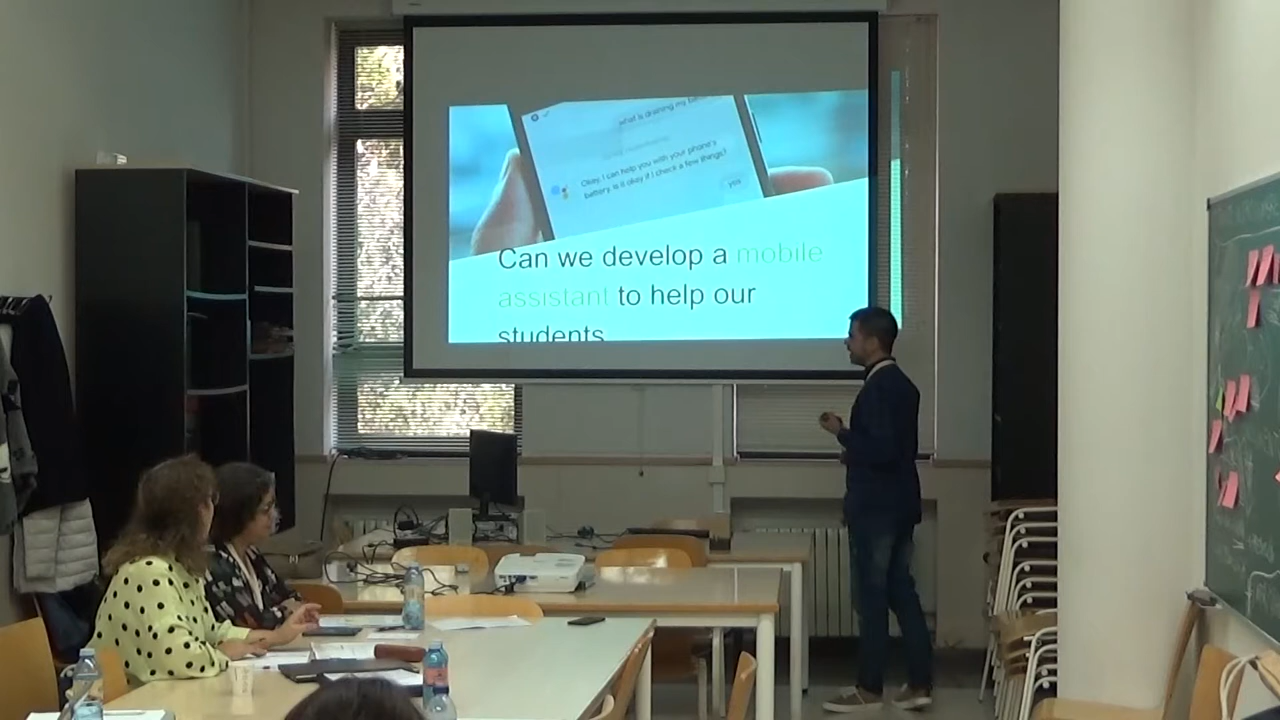 what is draining my
Okay, I can help you with your phone's
battery. Is it okay if I check a few things?
yes
Can we develop a mobile
assistant to help our
students